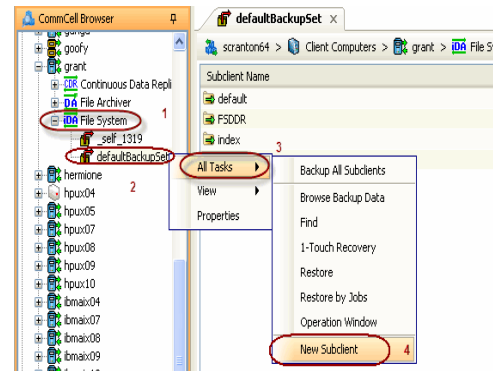 CommCell Browser
defaultBackupSet
goofy
grant
CDR Continuous Data Repli
DA File Archiver
iDA File System
_self_1319
defaultBackupSet
hermione
hpux04
hpux05
hpux07
hpux08
hpux09
hpux10
ibmaix04
ibmaix07
ibmaix08
ibmaix09
1
2
scranton64 > Client Computers > grant > iDA File S
Subclient Name
default
FSDDR
index
3
All Tasks
View
Properties
Backup All Subclients
Browse Backup Data
Find
1-Touch Recovery
Restore
Restore by Jobs
Operation Window
New Subclient
4